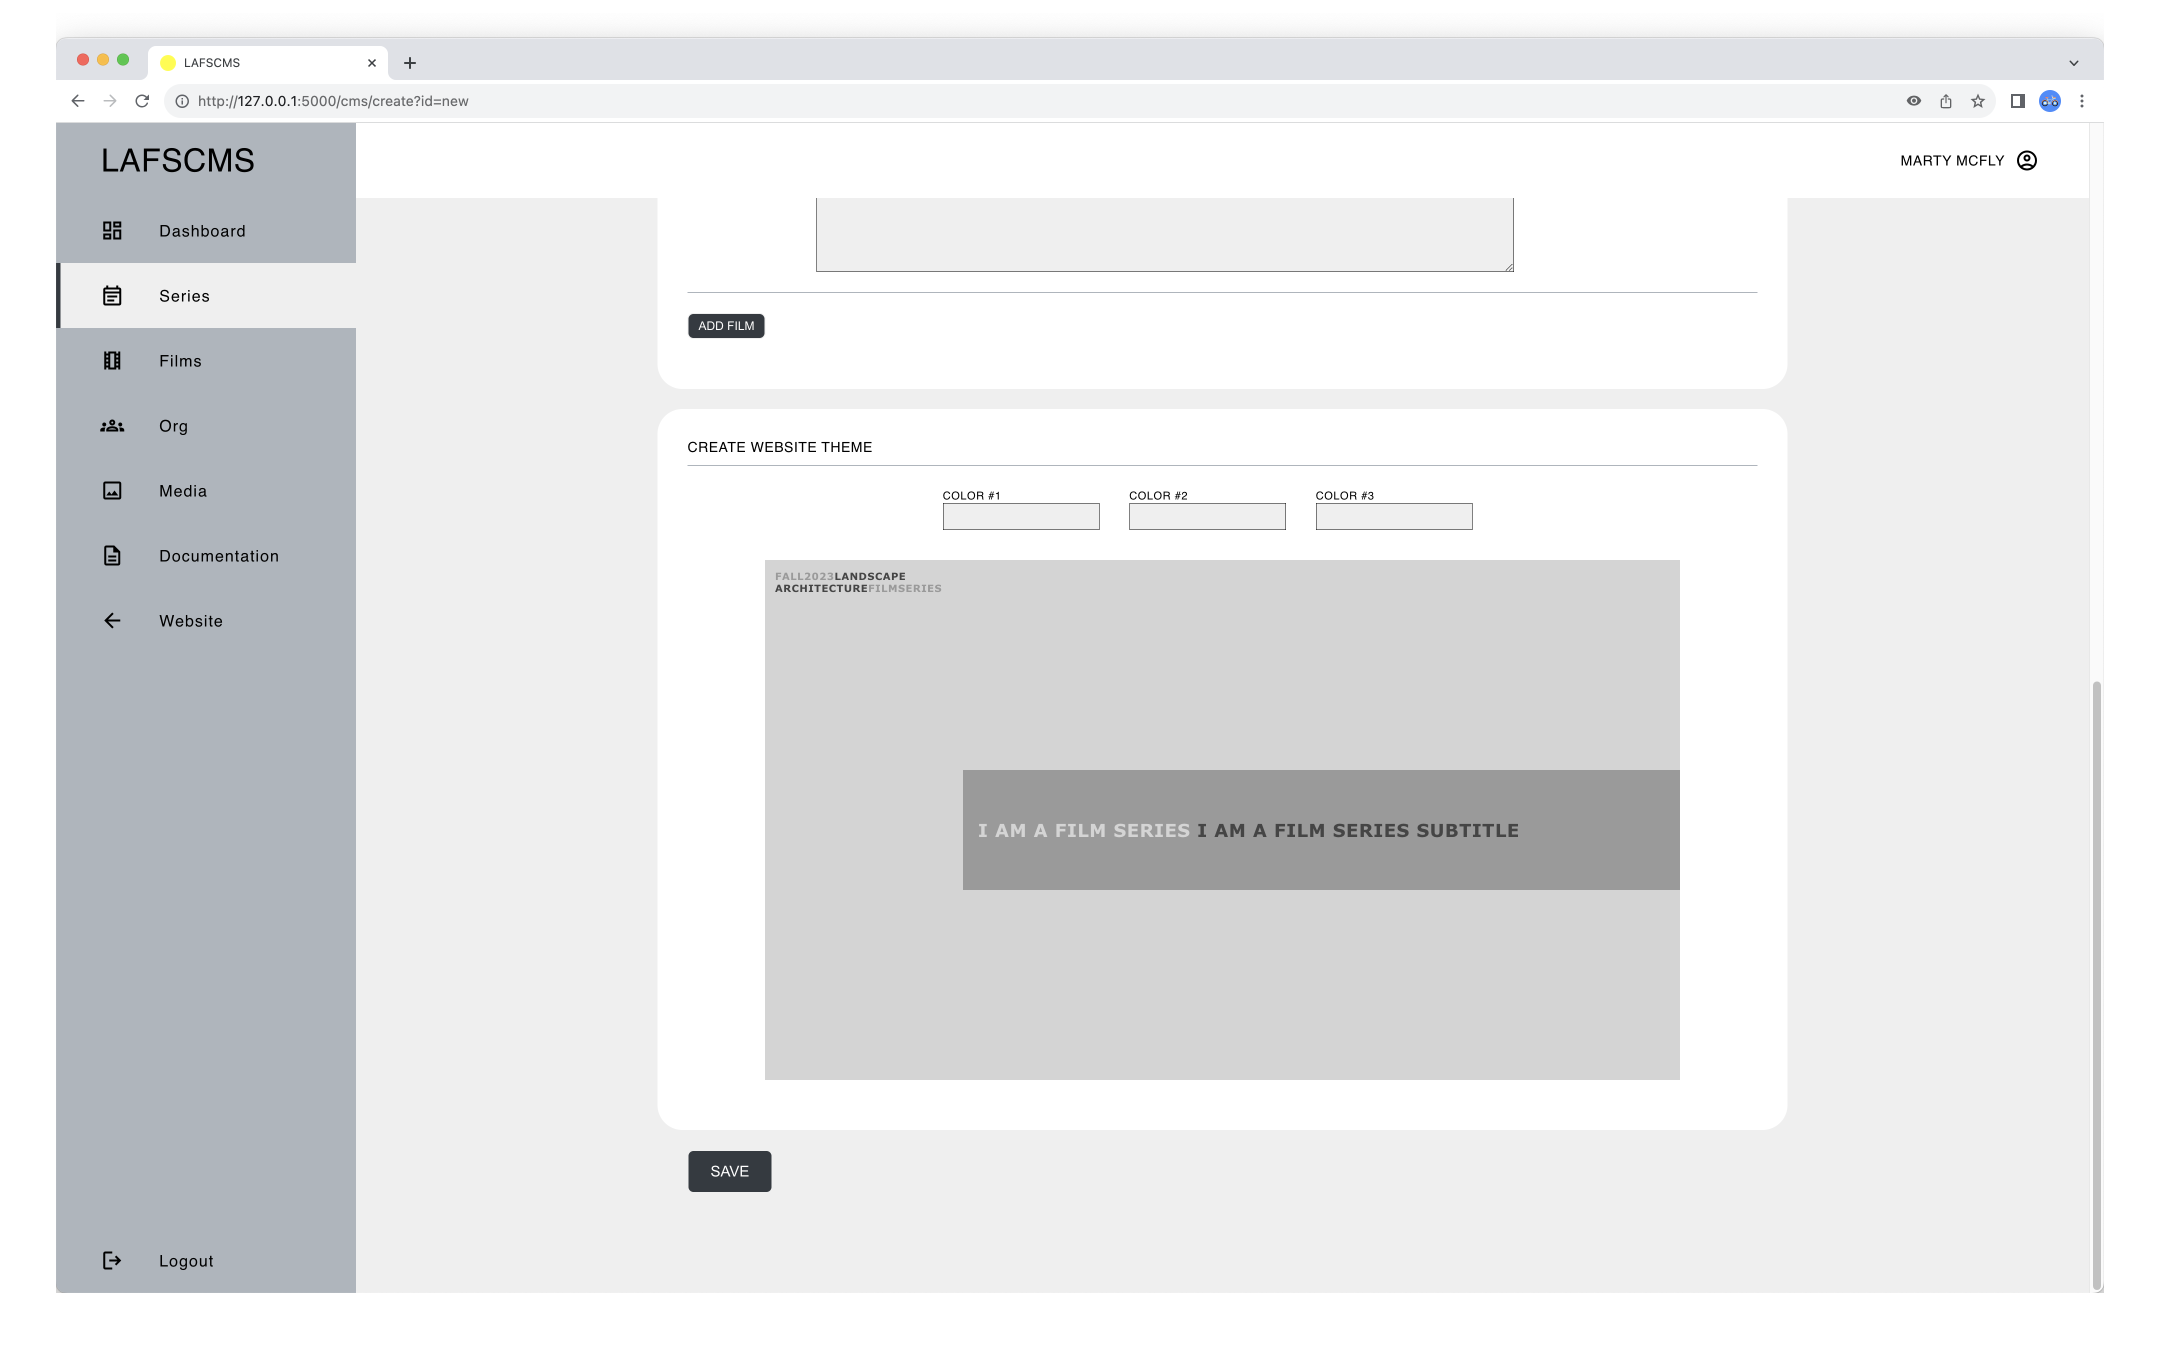 LAFSCMS
http://127.0.0.1:5000/cms/create?id=new
LAFSCMS
MARTY MCFLY
Dashboard
Series
Films
Org
Media
Documentation
Website
Logout
ADD FILM
CREATE WEBSITE THEME
COLOR #1 COLOR #2 COLOR #3
FALL2023LANDSCAPE
ARCHITECTUREFILMSERIES
I AM A FILM SERIES I AM A FILM SERIES SUBTITLE
SAVE